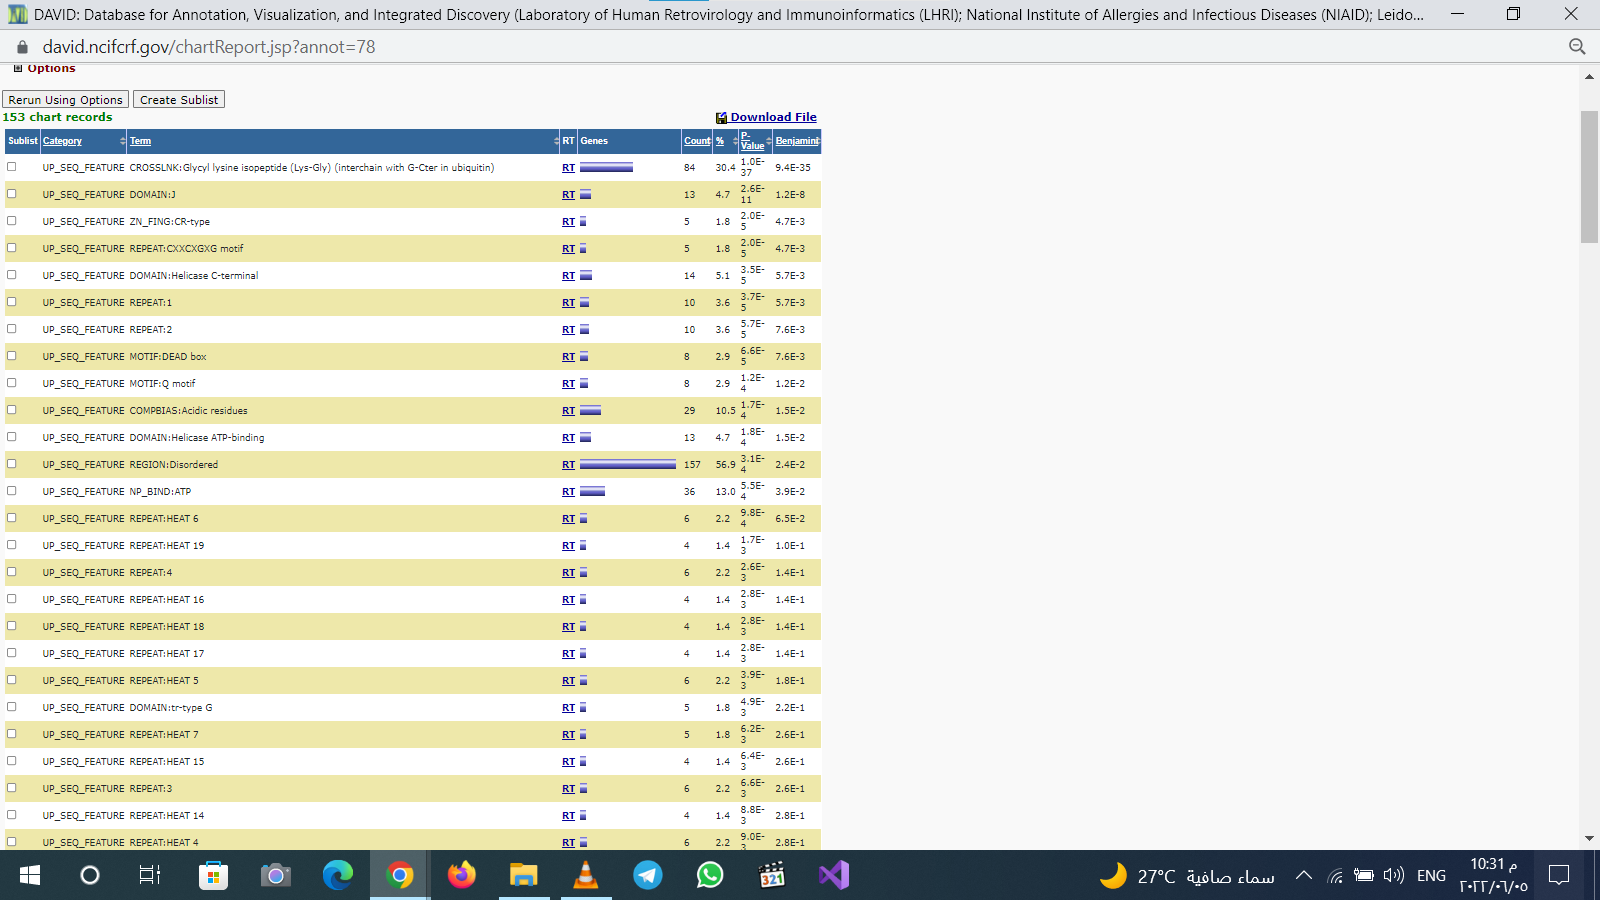 DAVID: Database for Annotation, Visualization, and Integrated Discovery (Laboratory of Human Retrovirology and Immunoinformatics (LHRI); National Institute of Allergies and Infectious Diseases (NIAID); Leido...
david.ncifcrf.gov/chartReport.jsp?annot=78
Options
Rerun Using Options Create Sublist
153 chart records Download File
Sublist Category Term RT Genes Count % P-Value Benjamini
UP_SEQ_FEATURE CROSSLNK:Glycyl lysine isopeptide (Lys-Gly) (interchain with G-Cter in ubiquitin) RT 84 30.4 1.0E-37 9.4E-35
UP_SEQ_FEATURE DOMAIN:J RT 13 4.7 2.6E-11 1.2E-8
UP_SEQ_FEATURE ZN_FING:CR-type RT 5 1.8 2.0E-5 4.7E-3
UP_SEQ_FEATURE REPEAT:CXXCXGXG motif RT 5 1.8 2.0E-5 4.7E-3
UP_SEQ_FEATURE DOMAIN:Helicase C-terminal RT 14 5.1 3.5E-5 5.7E-3
UP_SEQ_FEATURE REPEAT:1 RT 10 3.6 3.7E-5 5.7E-3
UP_SEQ_FEATURE REPEAT:2 RT 10 3.6 5.7E-5 7.6E-3
UP_SEQ_FEATURE MOTIF:DEAD box RT 8 2.9 6.6E-5 7.6E-3
UP_SEQ_FEATURE MOTIF:Q motif RT 8 2.9 1.2E-4 1.2E-2
UP_SEQ_FEATURE COMPBIAS:Acidic residues RT 29 10.5 1.7E-4 1.5E-2
UP_SEQ_FEATURE DOMAIN:Helicase ATP-binding RT 13 4.7 1.8E-4 1.5E-2
UP_SEQ_FEATURE REGION:Disordered RT 157 56.9 3.1E-4 2.4E-2
UP_SEQ_FEATURE NP_BIND:ATP RT 36 13.0 5.5E-4 3.9E-2
UP_SEQ_FEATURE REPEAT:HEAT 6 RT 6 2.2 9.8E-4 6.5E-2
UP_SEQ_FEATURE REPEAT:HEAT 19 RT 4 1.4 1.7E-3 1.0E-1
UP_SEQ_FEATURE REPEAT:4 RT 6 2.2 2.6E-3 1.4E-1
UP_SEQ_FEATURE REPEAT:HEAT 16 RT 4 1.4 2.8E-3 1.4E-1
UP_SEQ_FEATURE REPEAT:HEAT 18 RT 4 1.4 2.8E-3 1.4E-1
UP_SEQ_FEATURE REPEAT:HEAT 17 RT 4 1.4 2.8E-3 1.4E-1
UP_SEQ_FEATURE REPEAT:HEAT 5 RT 6 2.2 3.9E-3 1.8E-1
UP_SEQ_FEATURE DOMAIN:tr-type G RT 5 1.8 4.9E-3 2.2E-1
UP_SEQ_FEATURE REPEAT:HEAT 7 RT 5 1.8 6.2E-3 2.6E-1
UP_SEQ_FEATURE REPEAT:HEAT 15 RT 4 1.4 6.4E-3 2.6E-1
UP_SEQ_FEATURE REPEAT:3 RT 6 2.2 6.6E-3 2.6E-1
UP_SEQ_FEATURE REPEAT:HEAT 14 RT 4 1.4 8.8E-3 2.8E-1
UP_SEQ_FEATURE REPEAT:HEAT 4 RT 6 2.2 9.0E-3 2.8E-1
321
27°C سماء صافية ENG 10:31 م
٢٠٢٢/٠٦/٠٥